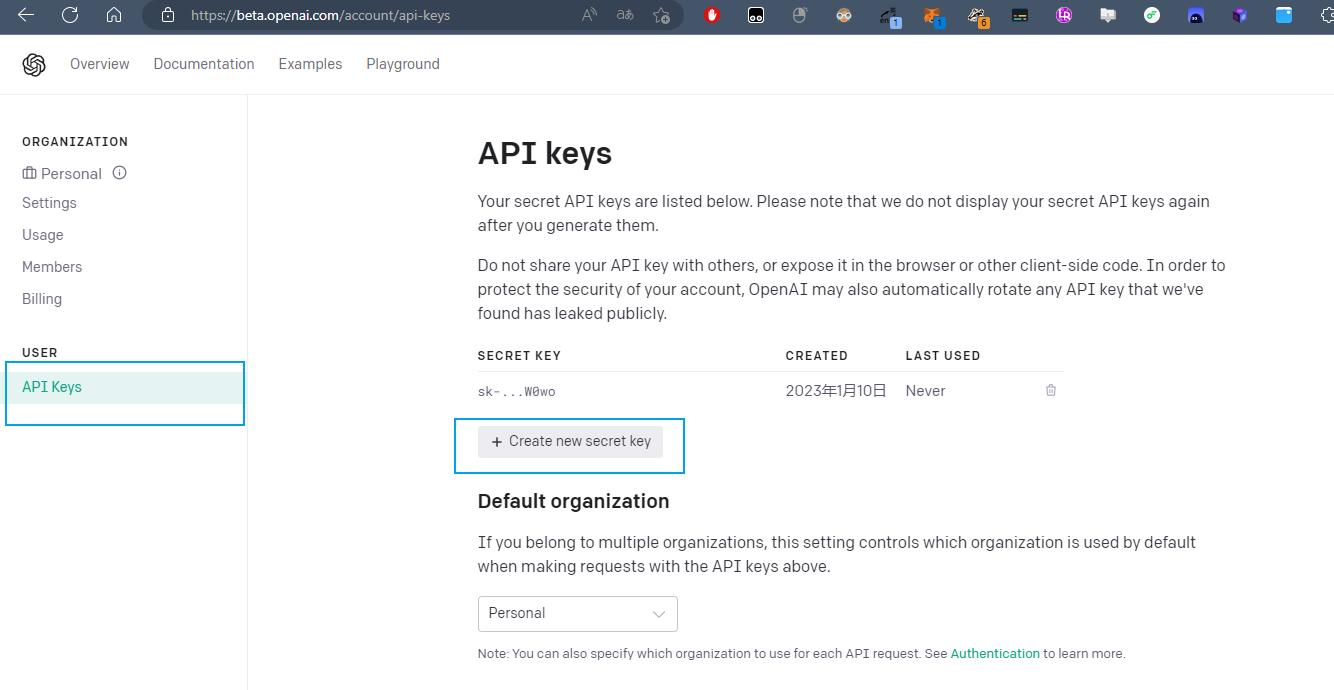 https://beta.openai.com/account/api-keys
1
1
6
Overview
Documentation
Examples
Playground
ORGANIZATION
Personal
Settings
Usage
Members
Billing
USER
API Keys
API keys
Your secret API keys are listed below. Please note that we do not display your secret API keys again
after you generate them.
Do not share your API key with others, or expose it in the browser or other client-side code. In order to
protect the security of your account, OpenAI may also automatically rotate any API key that we've
found has leaked publicly.
SECRET KEY CREATED LAST USED
sk-...W0wo 2023年1月10日 Never
+ Create new secret key
Default organization
If you belong to multiple organizations, this setting controls which organization is used by default
when making requests with the API keys above.
Personal
Note: You can also specify which organization to use for each API request. See Authentication to learn more.